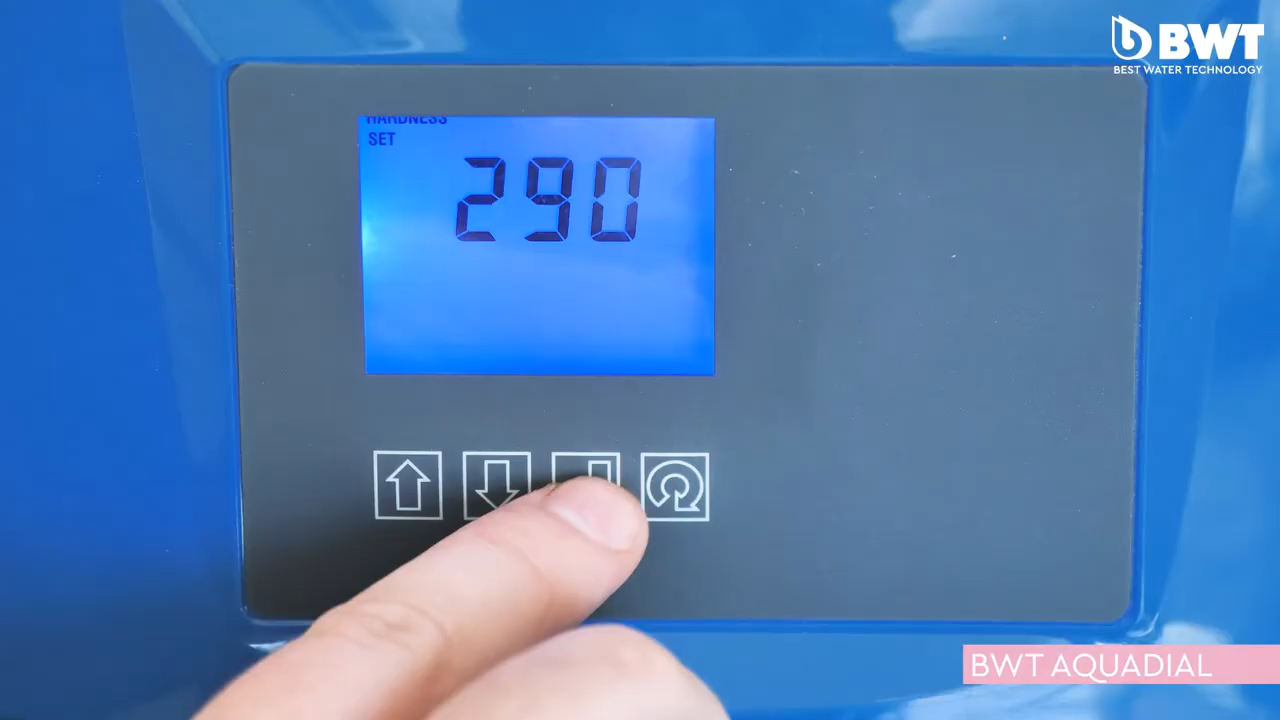 BWT
BEST WATER TECHNOLOGY
HARDNESS
SET
290
BWT AQUADIAL